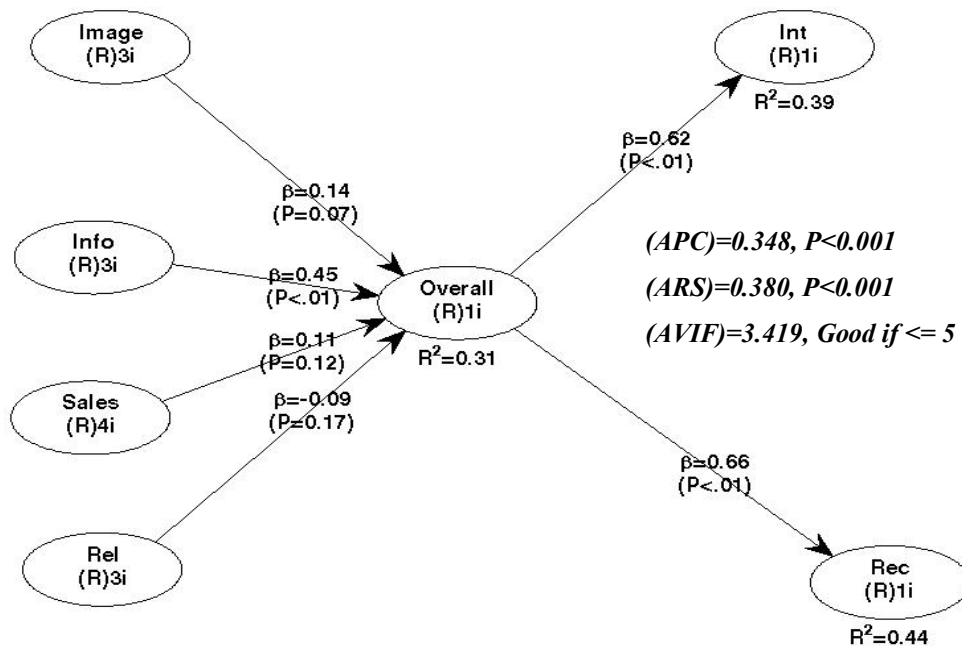 Image
(R)3i
Int
(R)1i
R²=0.39
β=0.62
(P<.01)
β=0.14
(P=0.07)
Info
(R)3i
β=0.45
(P<.01)
Overall
(R)1i
R²=0.31
(APC)=0.348, P<0.001
(ARS)=0.380, P<0.001
(AVIF)=3.419, Good if <= 5
β=0.11
(P=0.12)
Sales
(R)4i
β=-0.09
(P=0.17)
β=0.66
(P<.01)
Rel
(R)3i
Rec
(R)1i
R²=0.44